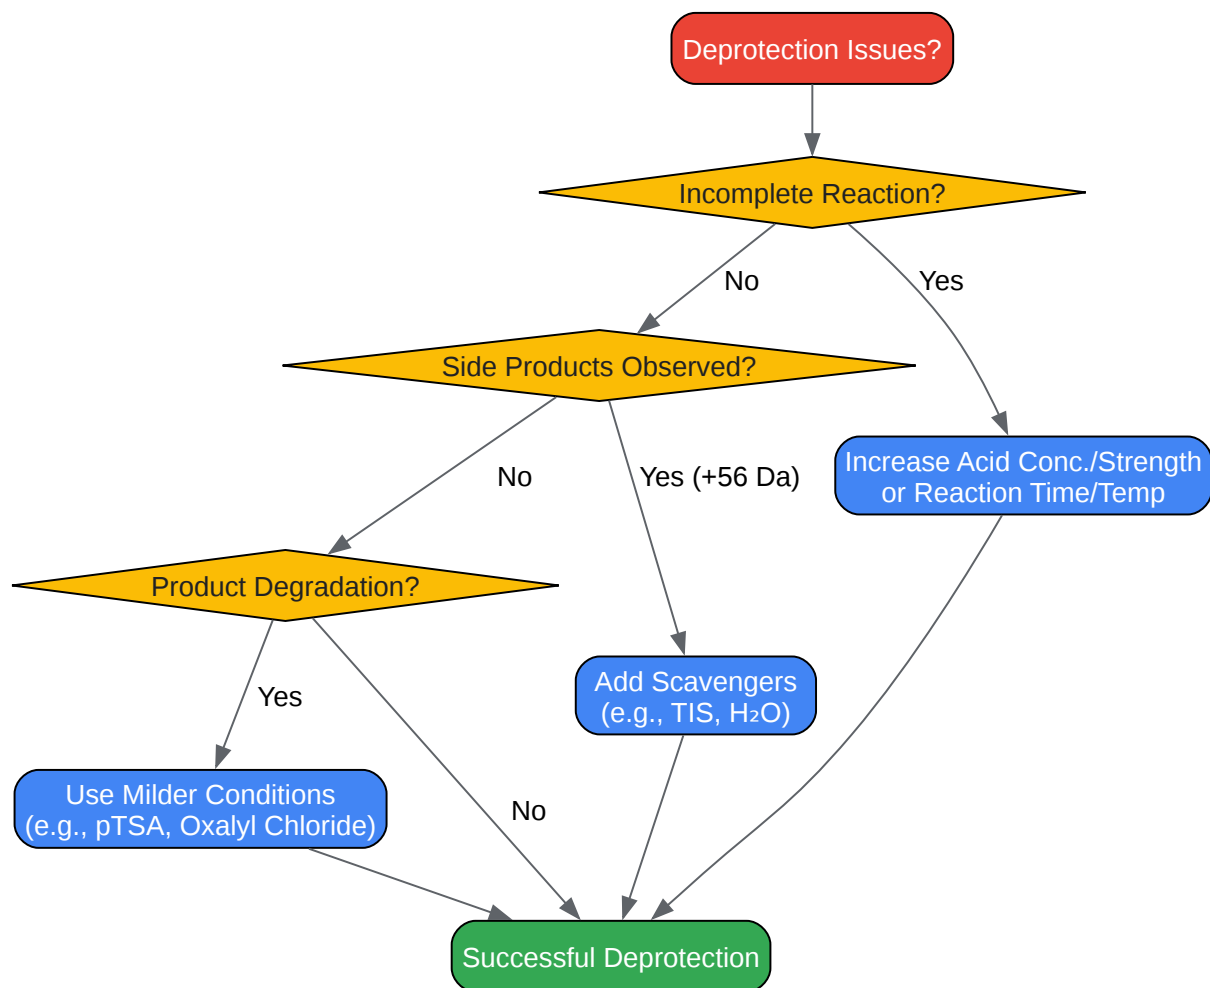 Deprotection Issues?
Incomplete Reaction?
No
Yes
Side Products Observed?
Increase Acid Conc./Strength
or Reaction Time/Temp
No
Yes (+56 Da)
Product Degradation?
Add Scavengers
(e.g., TIS, H₂O)
Yes
Use Milder Conditions
(e.g., pTSA, Oxalyl Chloride)
No
Successful Deprotection